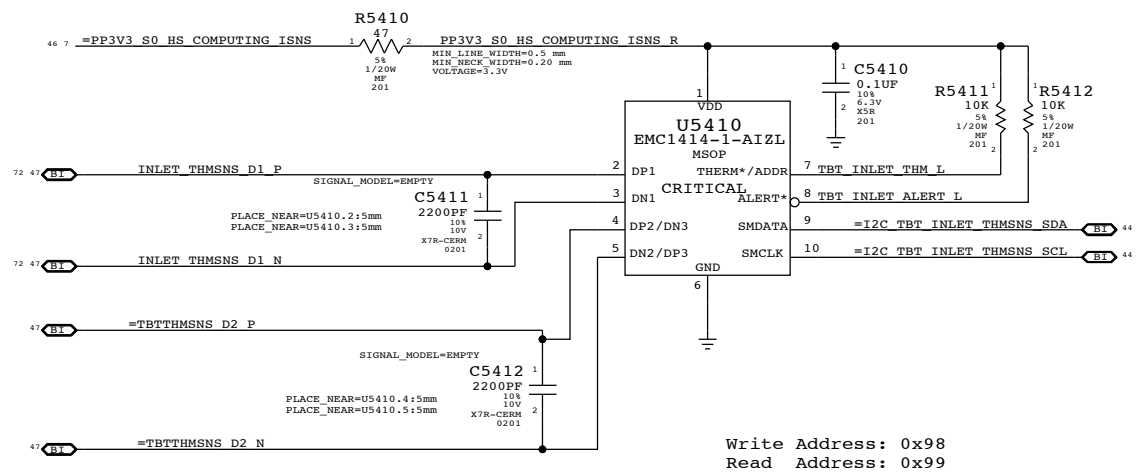 R5410
47
46 7 =PP3V3_S0_HS_COMPUTING_ISNS 1 2 PP3V3_S0_HS_COMPUTING_ISNS_R
5%
1/20W
MF
201
MIN_LINE_WIDTH=0.5 mm
MIN_NECK_WIDTH=0.20 mm
VOLTAGE=3.3V
1
C5410
0.1UF
10%
6.3V
X5R
201
2
R5411 1
10K
5%
1/20W
MF
201
2
1 R5412
10K
5%
1/20W
MF
201
2
1
VDD
U5410
EMC1414-1-AIZL
MSOP
CRITICAL
2 DP1
3 DN1
4 DP2/DN3
5 DN2/DP3
THERM*/ADDR 7 TBT_INLET_THM_L
ALERT* 8 TBT_INLET_ALERT_L
SMDATA 9 =I2C_TBT_INLET_THMSNS_SDA BI 44
SMCLK 10 =I2C_TBT_INLET_THMSNS_SCL BI 44
GND
6
72 47 BI INLET_THMSNS_D1_P
SIGNAL_MODEL=EMPTY
C5411 1
2200PF
10%
10V
X7R-CERM
0201
2
PLACE_NEAR=U5410.2:5mm
PLACE_NEAR=U5410.3:5mm
72 47 BI INLET_THMSNS_D1_N
47 BI =TBTTHMSNS_D2_P
SIGNAL_MODEL=EMPTY
C5412 1
2200PF
10%
10V
X7R-CERM
0201
2
PLACE_NEAR=U5410.4:5mm
PLACE_NEAR=U5410.5:5mm
47 BI =TBTTHMSNS_D2_N
Write Address: 0x98
Read Address: 0x99